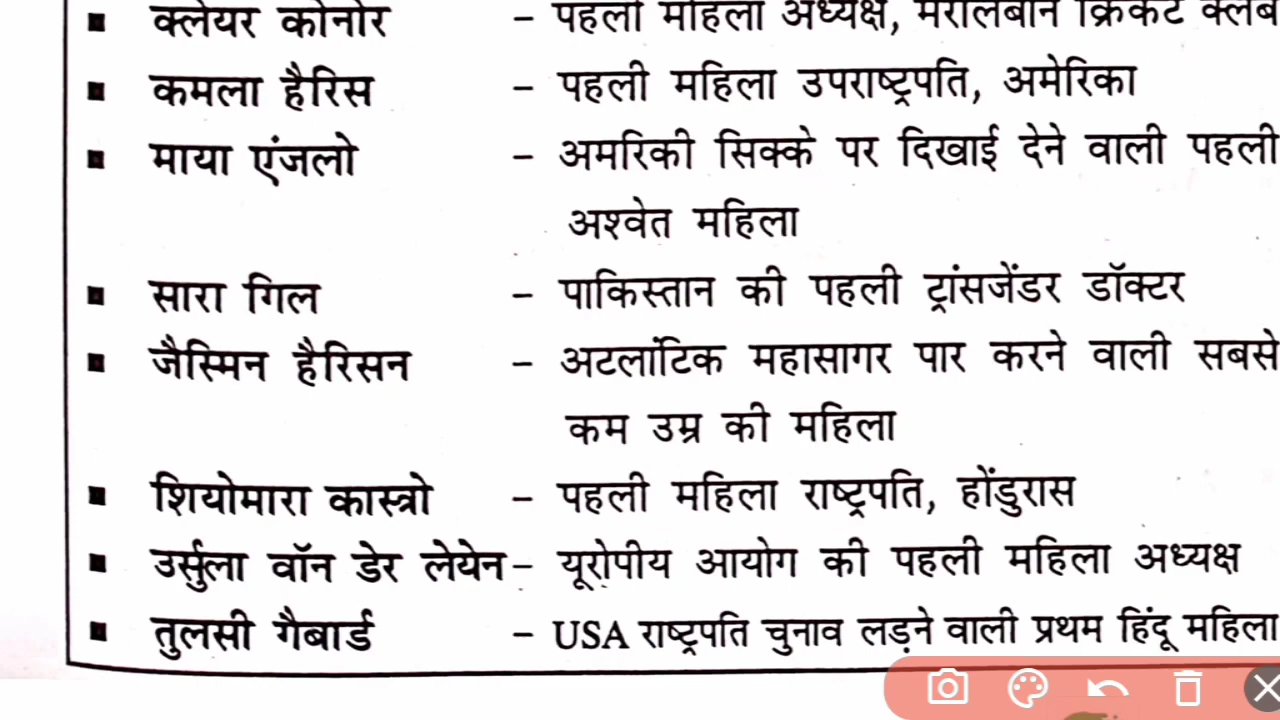 ▪ क्लेयर कोनोर – पहली महिला अध्यक्ष, मेरीलेबोन क्रिकेट क्लब
▪ कमला हैरिस – पहली महिला उपराष्ट्रपति, अमेरिका
▪ माया एंजलो – अमरिकी सिक्के पर दिखाई देने वाली पहली
अश्वेत महिला
▪ सारा गिल – पाकिस्तान की पहली ट्रांसजेंडर डॉक्टर
▪ जैस्मिन हैरिसन – अटलांटिक महासागर पार करने वाली सबसे
कम उम्र की महिला
▪ शियोमारा कास्त्रो – पहली महिला राष्ट्रपति, होंडुरास
▪ उर्सुला वॉन डेर लेयेन – यूरोपीय आयोग की पहली महिला अध्यक्ष
▪ तुलसी गैबार्ड – USA राष्ट्रपति चुनाव लड़ने वाली प्रथम हिंदू महिला